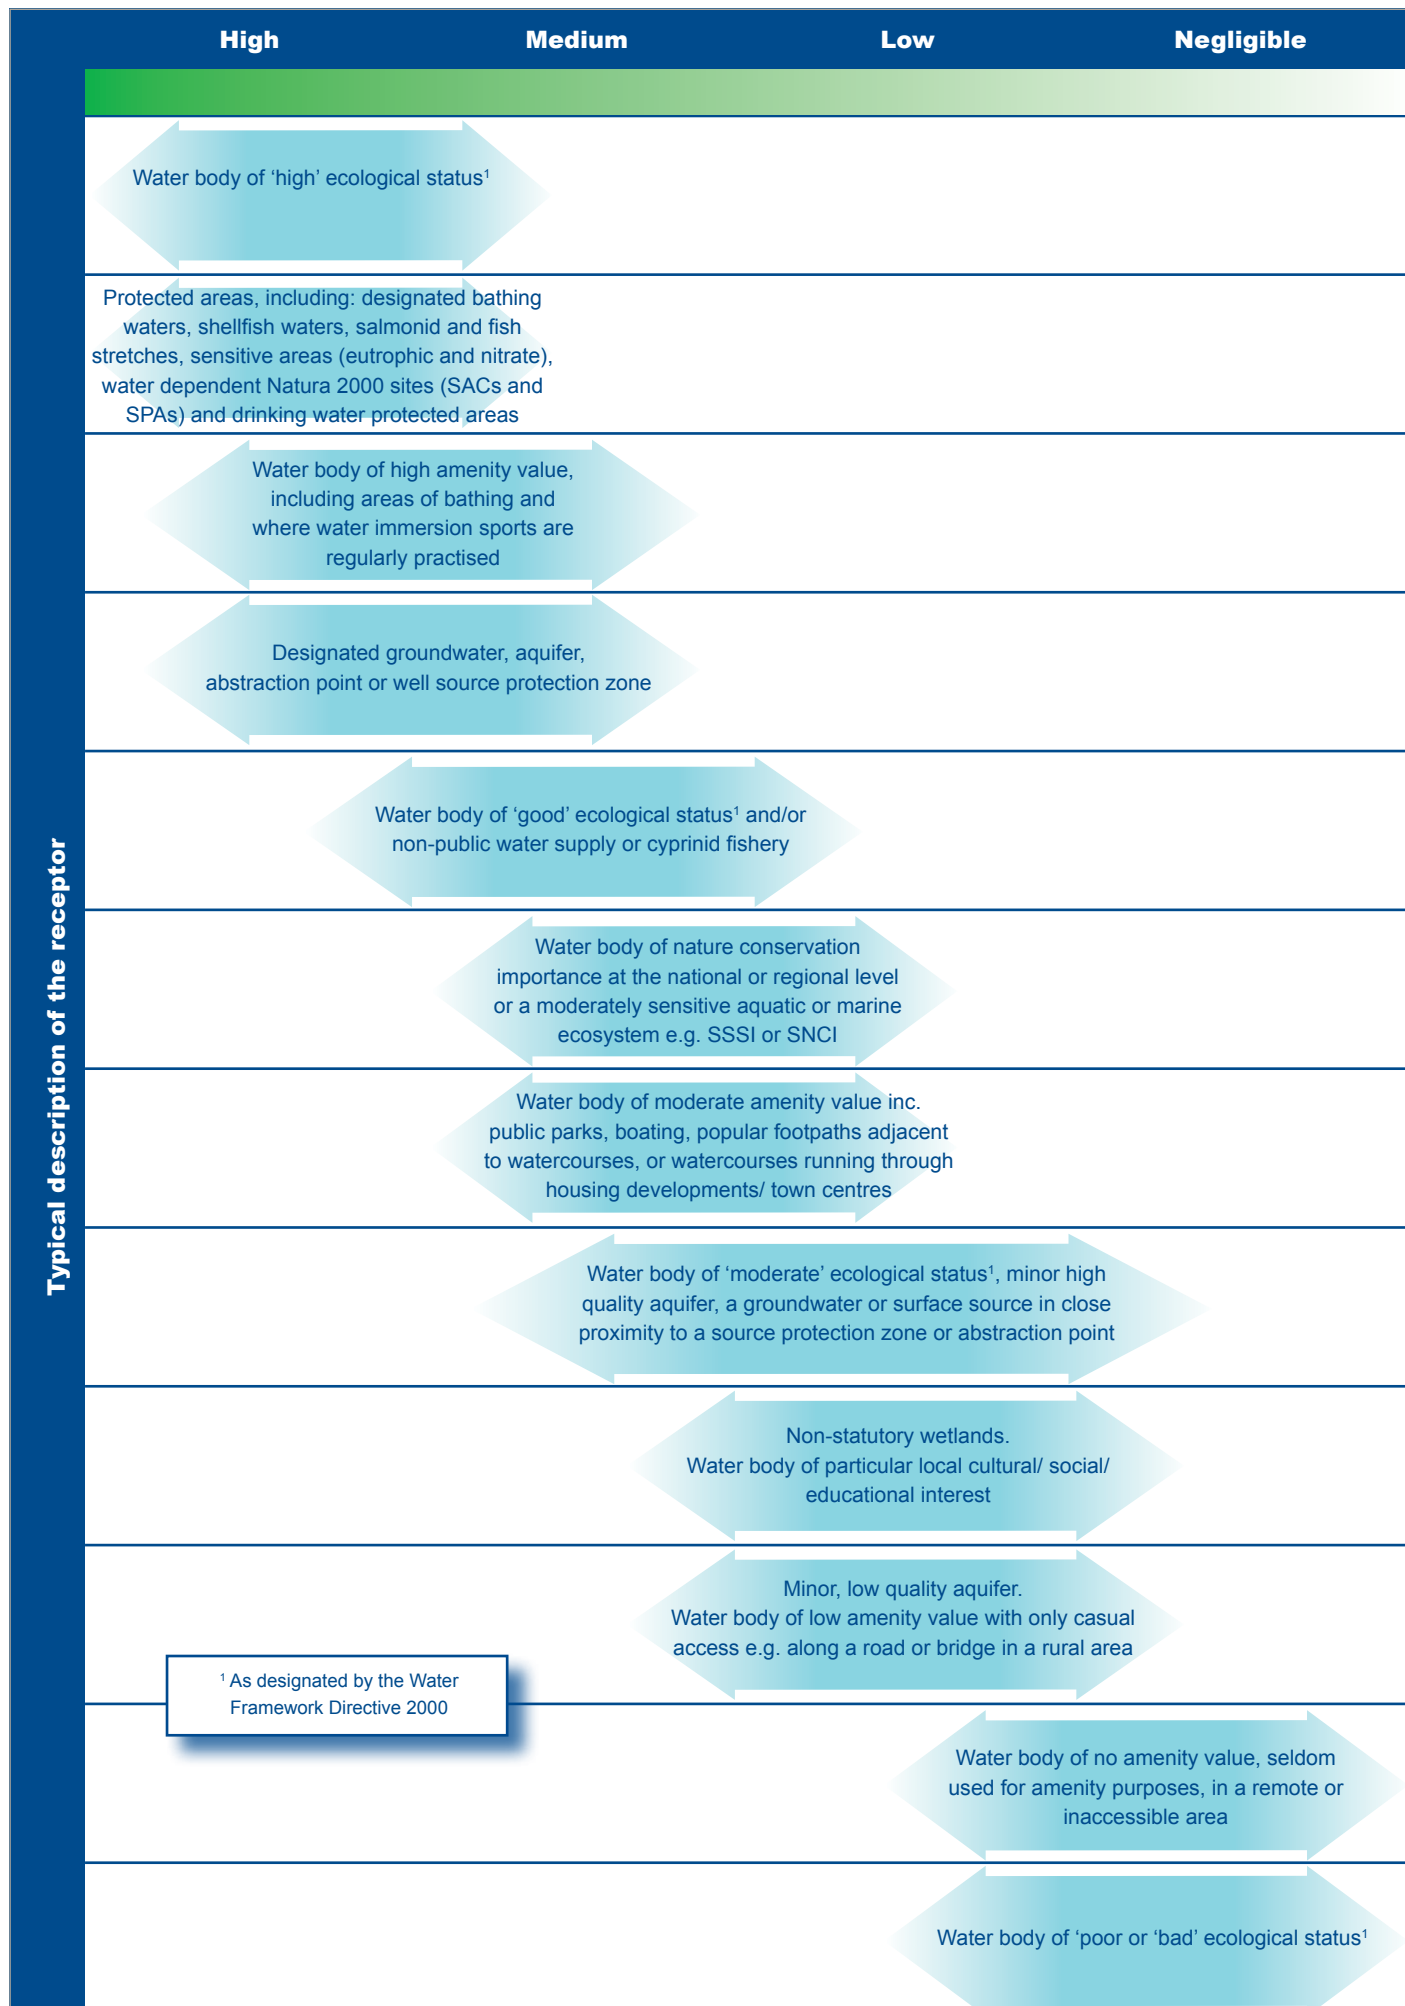 High Medium Low Negligible
Typical description of the receptor
Water body of ‘high’ ecological status¹
Protected areas, including: designated bathing
waters, shellfish waters, salmonid and fish
stretches, sensitive areas (eutrophic and nitrate),
water dependent Natura 2000 sites (SACs and
SPAs) and drinking water protected areas
Water body of high amenity value,
including areas of bathing and
where water immersion sports are
regularly practised
Designated groundwater, aquifer,
abstraction point or well source protection zone
Water body of ‘good’ ecological status¹ and/or
non-public water supply or cyprinid fishery
Water body of nature conservation
importance at the national or regional level
or a moderately sensitive aquatic or marine
ecosystem e.g. SSSI or SNCI
Water body of moderate amenity value inc.
public parks, boating, popular footpaths adjacent
to watercourses, or watercourses running through
housing developments/ town centres
Water body of ‘moderate’ ecological status¹, minor high
quality aquifer, a groundwater or surface source in close
proximity to a source protection zone or abstraction point
Non-statutory wetlands.
Water body of particular local cultural/ social/
educational interest
Minor, low quality aquifer.
Water body of low amenity value with only casual
access e.g. along a road or bridge in a rural area
¹ As designated by the Water
Framework Directive 2000
Water body of no amenity value, seldom
used for amenity purposes, in a remote or
inaccessible area
Water body of ‘poor or ‘bad’ ecological status¹